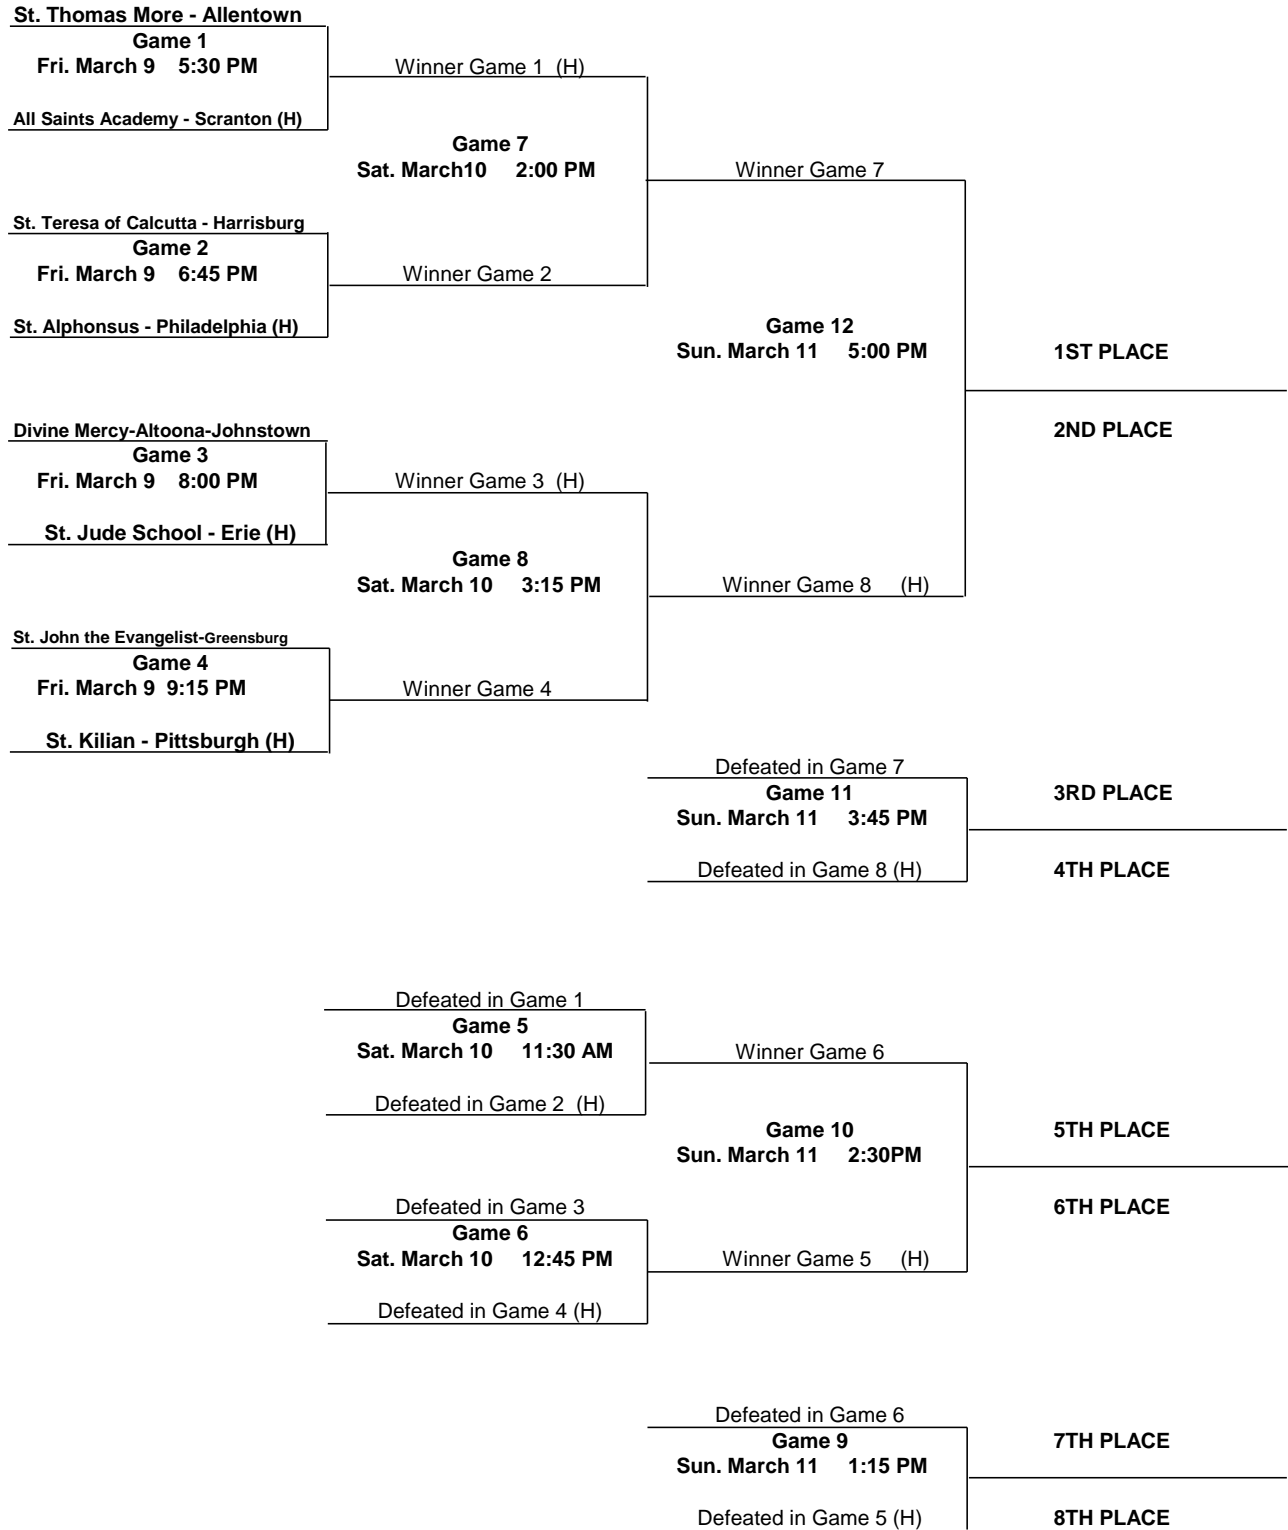 St. Thomas More - Allentown
Game 1
Fri. March 9 5:30 PM
Winner Game 1 (H)
All Saints Academy - Scranton (H)
Game 7
Sat. March10 2:00 PM
Winner Game 7
St. Teresa of Calcutta - Harrisburg
Game 2
Fri. March 9 6:45 PM
Winner Game 2
St. Alphonsus - Philadelphia (H)
Game 12
Sun. March 11 5:00 PM
1ST PLACE
Divine Mercy-Altoona-Johnstown
2ND PLACE
Game 3
Fri. March 9 8:00 PM
Winner Game 3 (H)
St. Jude School - Erie (H)
Game 8
Sat. March 10 3:15 PM
Winner Game 8 (H)
St. John the Evangelist-Greensburg
Game 4
Fri. March 9 9:15 PM
Winner Game 4
St. Kilian - Pittsburgh (H)
Defeated in Game 7
Game 11
3RD PLACE
Sun. March 11 3:45 PM
Defeated in Game 8 (H)
4TH PLACE
Defeated in Game 1
Game 5
Sat. March 10 11:30 AM
Winner Game 6
Defeated in Game 2 (H)
Game 10
5TH PLACE
Sun. March 11 2:30PM
Defeated in Game 3
6TH PLACE
Game 6
Sat. March 10 12:45 PM
Winner Game 5 (H)
Defeated in Game 4 (H)
Defeated in Game 6
Game 9
7TH PLACE
Sun. March 11 1:15 PM
Defeated in Game 5 (H)
8TH PLACE